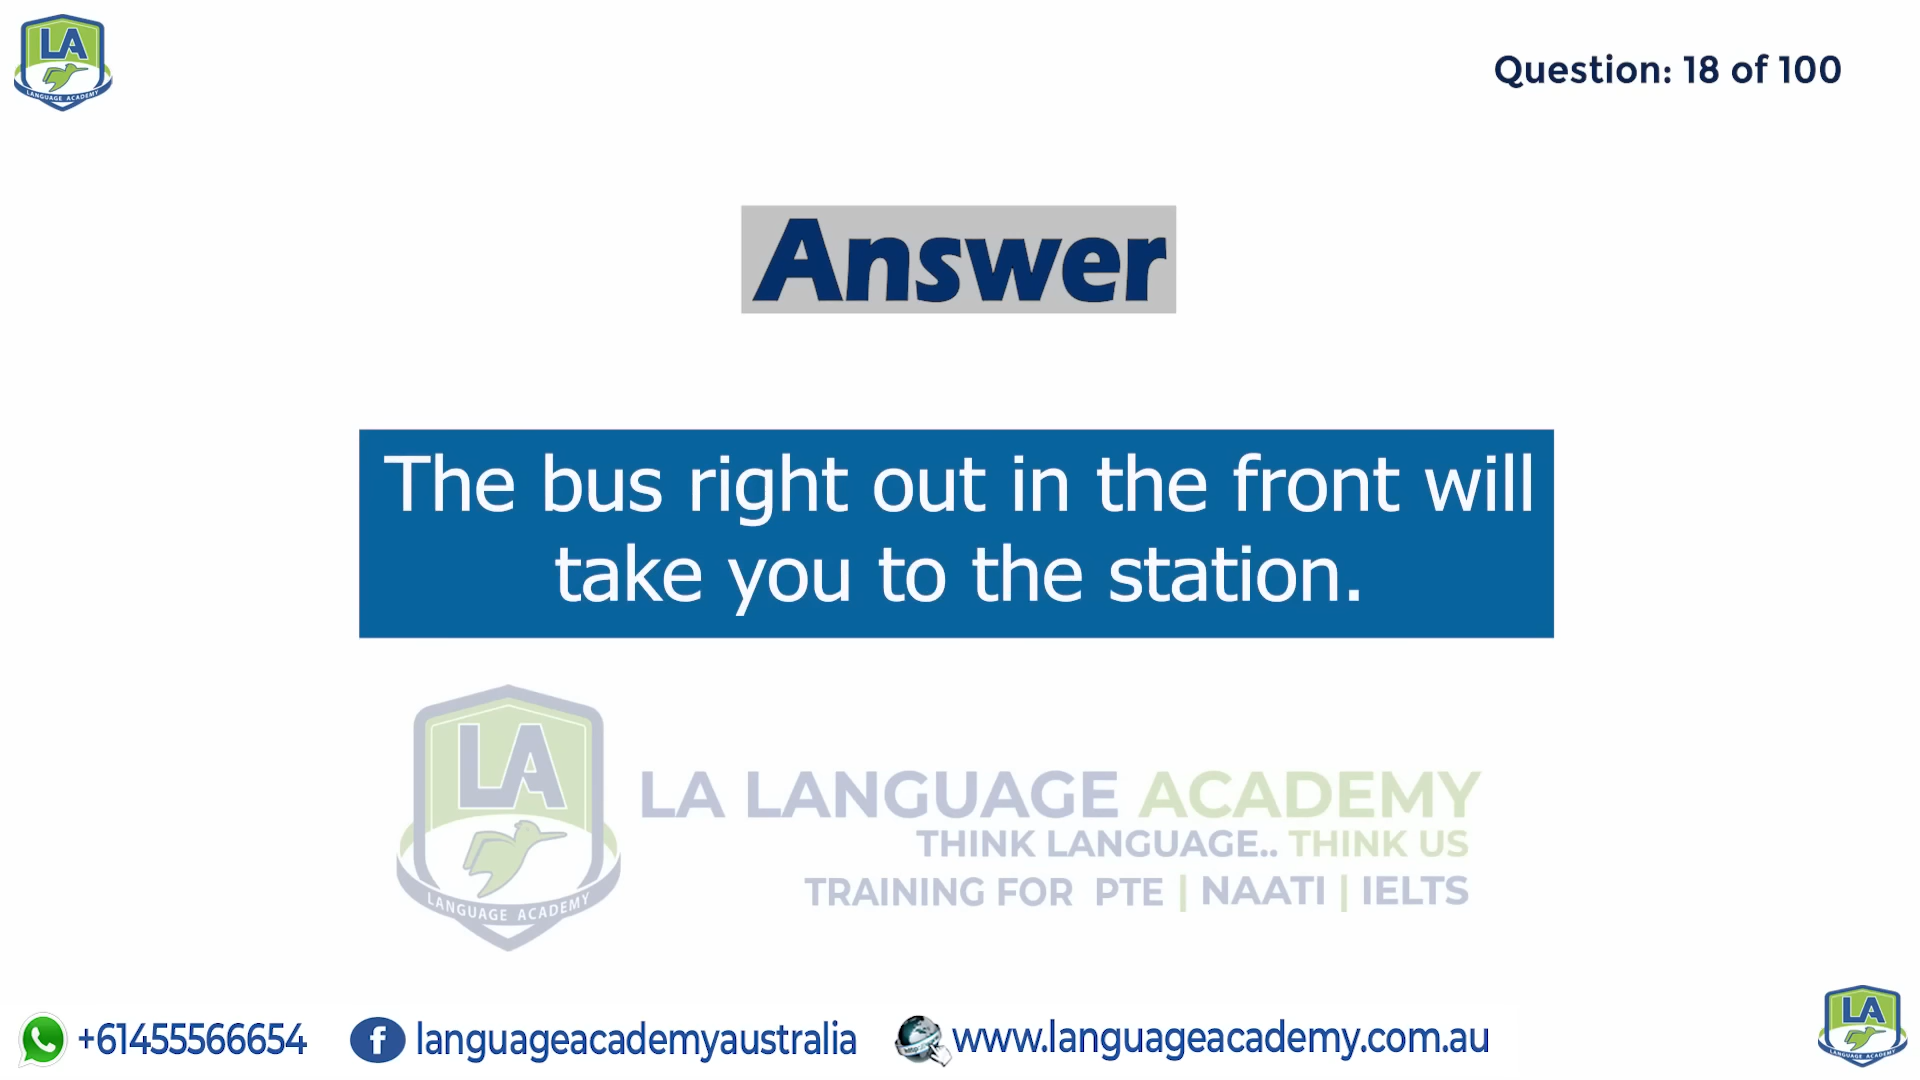 LA
LANGUAGE ACADEMY
Question: 18 of 100
Answer
The bus right out in the front will
take you to the station.
LA
LANGUAGE ACADEMY
LA LANGUAGE ACADEMY
THINK LANGUAGE.. THINK US
TRAINING FOR PTE | NAATI | IELTS
+61455566654
f languageacademyaustralia
www.languageacademy.com.au
LA
LANGUAGE ACADEMY